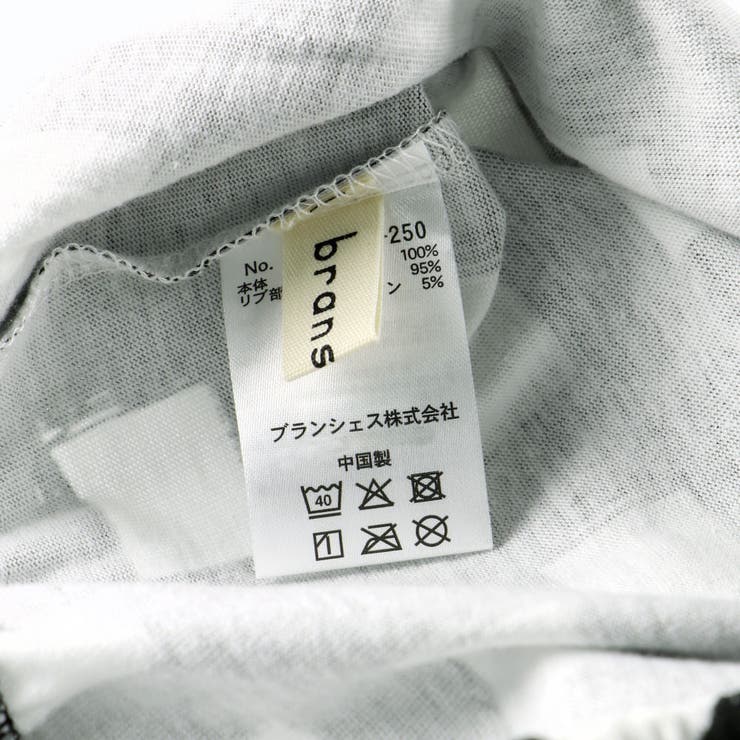 No. -250
本体 100%
リブ部 95%
ン 5%
brans
ブランシェス株式会社
中国製
40